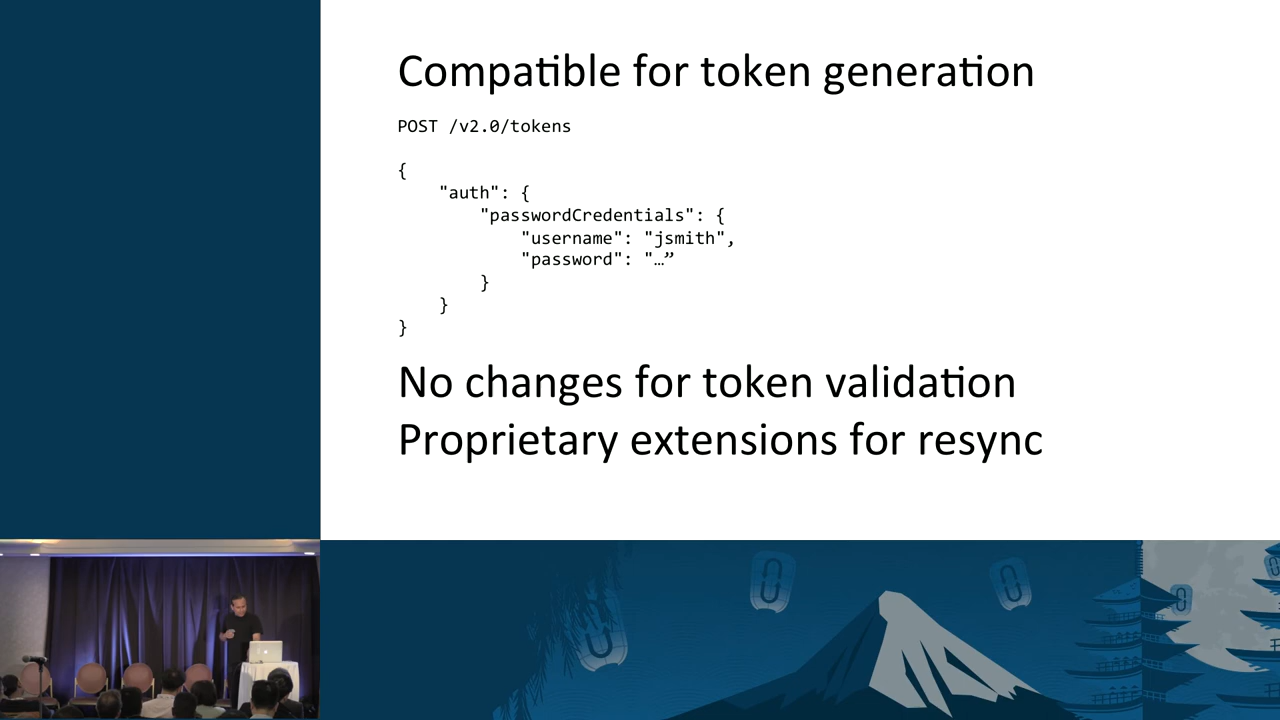 Compatible for token generation
POST /v2.0/tokens
{
    "auth": {
        "passwordCredentials": {
            "username": "jsmith",
            "password": "…”
        }
    }
}
No changes for token validation
Proprietary extensions for resync